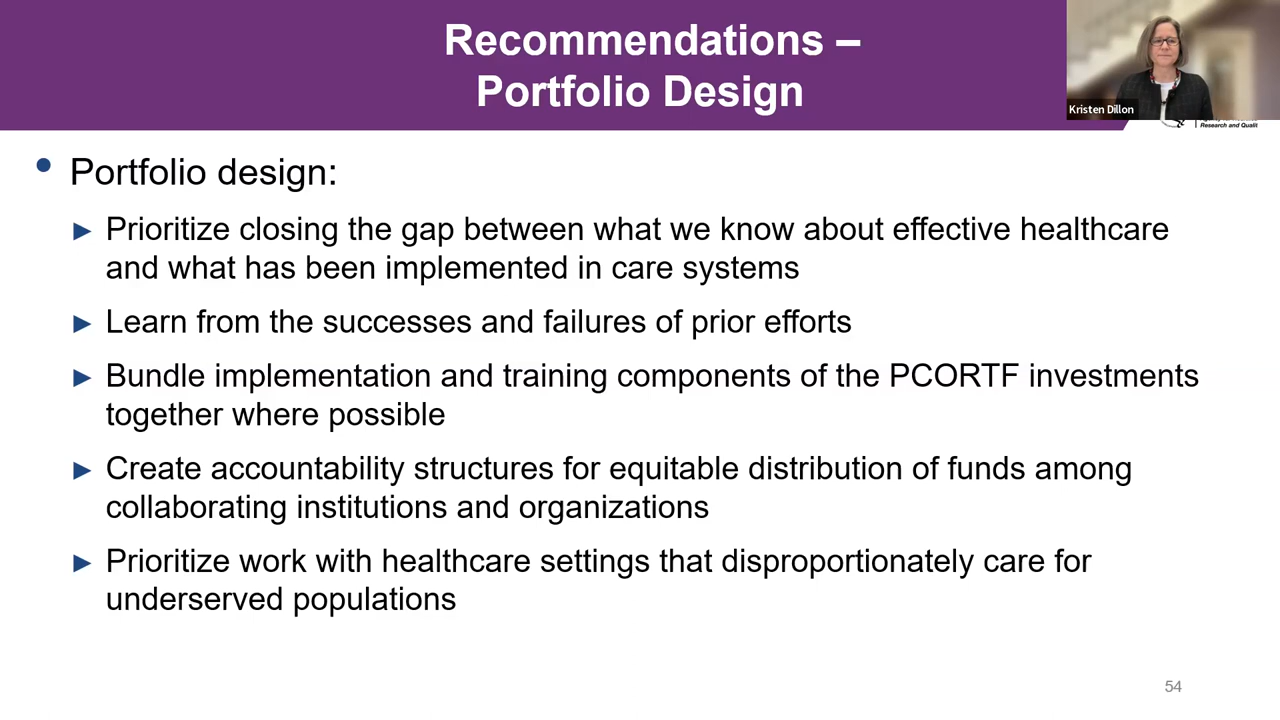 Recommendations –
Portfolio Design
Kristen Dillon
Research and Qualit
• Portfolio design:
► Prioritize closing the gap between what we know about effective healthcare
and what has been implemented in care systems
► Learn from the successes and failures of prior efforts
► Bundle implementation and training components of the PCORTF investments
together where possible
► Create accountability structures for equitable distribution of funds among
collaborating institutions and organizations
► Prioritize work with healthcare settings that disproportionately care for
underserved populations
54